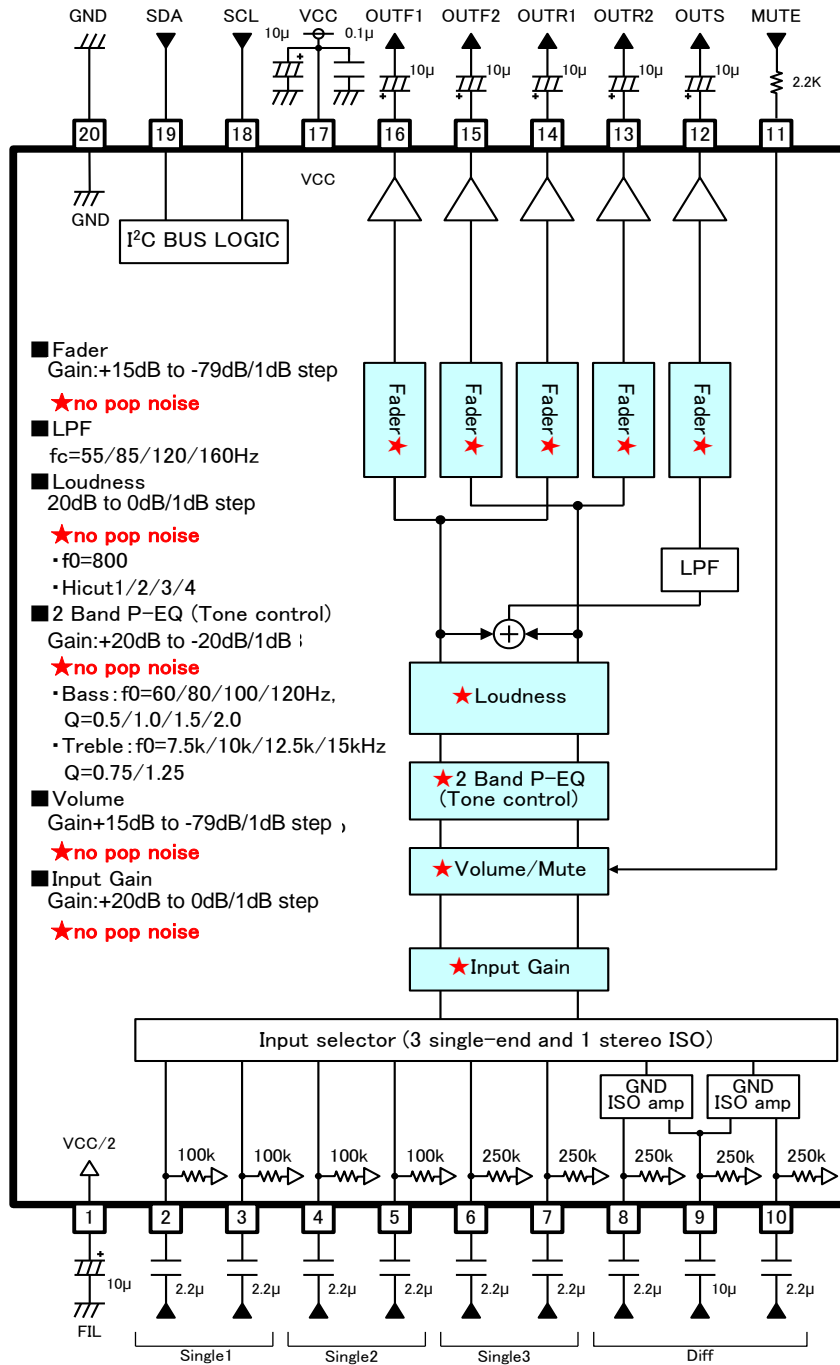 GND SDA SCL VCC OUTF1 OUTF2 OUTR1 OUTR2 OUTS MUTE
10μ + 0.1μ 10μ 10μ 10μ 10μ 10μ 2.2K
+ + + + +
20 19 18 17 16 15 14 13 12 11
VCC
GND
I²C BUS LOGIC
■Fader
Gain:+15dB to -79dB/1dB step
★no pop noise
■LPF
fc=55/85/120/160Hz
■Loudness
20dB to 0dB/1dB step
★no pop noise
・f0=800
・Hicut1/2/3/4
■2 Band P-EQ (Tone control)
Gain:+20dB to -20dB/1dB
★no pop noise
・Bass:f0=60/80/100/120Hz,
Q=0.5/1.0/1.5/2.0
・Treble:f0=7.5k/10k/12.5k/15kHz
Q=0.75/1.25
■Volume
Gain+15dB to -79dB/1dB step ,
★no pop noise
■Input Gain
Gain:+20dB to 0dB/1dB step
★no pop noise
Fader★ Fader★ Fader★ Fader★ Fader★
LPF
★Loudness
★2 Band P-EQ
(Tone control)
★Volume/Mute
★Input Gain
Input selector (3 single-end and 1 stereo ISO)
GND
ISO amp
GND
ISO amp
VCC/2
100k 100k 100k 100k 250k 250k 250k 250k 250k
1 2 3 4 5 6 7 8 9 10
+
10μ 2.2μ 2.2μ 2.2μ 2.2μ 2.2μ 2.2μ 2.2μ 10μ 2.2μ
FIL
Single1 Single2 Single3 Diff